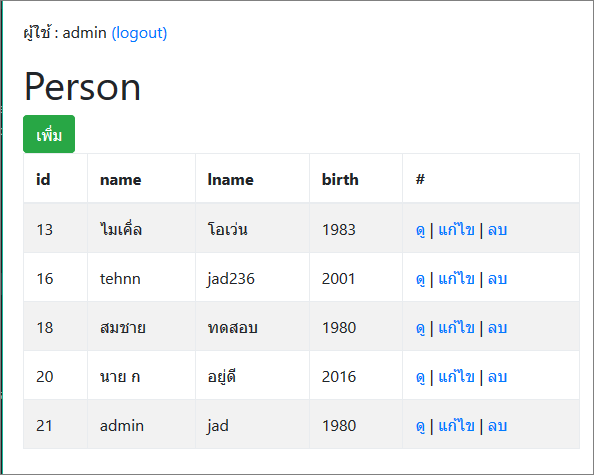 ผู้ใช้ : admin (logout)
Person
เพิ่ม
id name lname birth #
13 ไมเคิ่ล โอเว่น 1983 ดู | แก้ไข | ลบ
16 tehnn jad236 2001 ดู | แก้ไข | ลบ
18 สมชาย ทดสอบ 1980 ดู | แก้ไข | ลบ
20 นาย ก อยู่ดี 2016 ดู | แก้ไข | ลบ
21 admin jad 1980 ดู | แก้ไข | ลบ